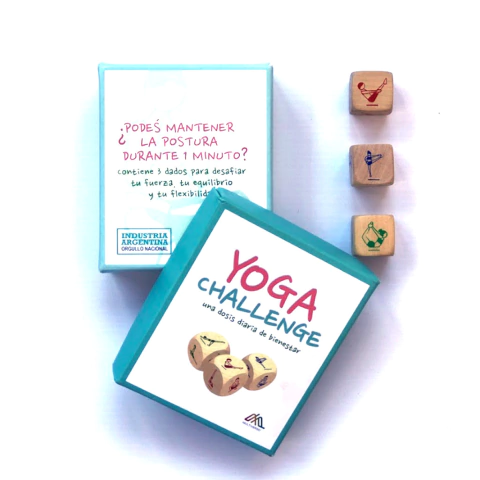 ¿PODÉS MANTENER
LA POSTURA
DURANTE 1 MINUTO?
contiene 3 dados para desafiar
tu fuerza, tu equilibrio
y tu flexibilid
INDUSTRIA
ARGENTINA
ORGULLO NACIONAL
YOGA
CHALLENGE
una dosis diaria de bienestar